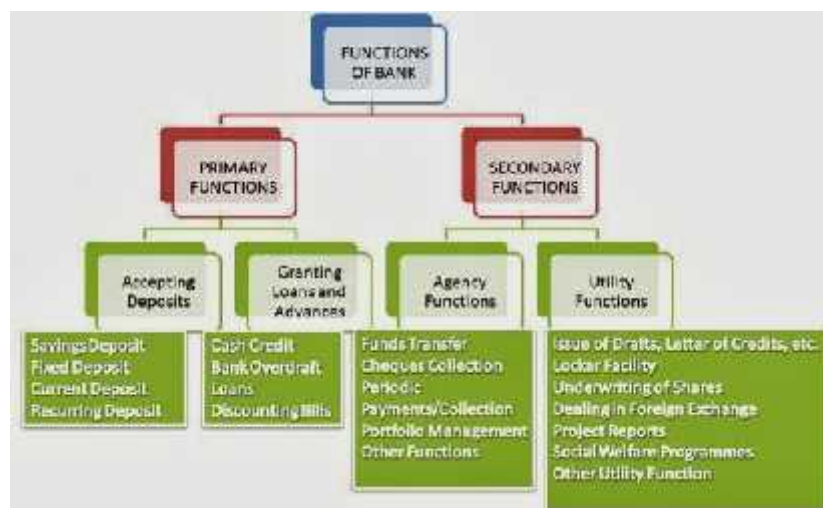 FUNCTIONS
OF BANK
PRIMARY
FUNCTIONS
SECONDARY
FUNCTIONS
Accepting
Deposits
Granting
Loans and
Advances
Agency
Functions
Utility
Functions
Savings Deposit
Fixed Deposit
Current Deposit
Recurring Deposit
Cash Credit
Bank Overdraft
Loans
Discounting Bills
Funds Transfer
Cheques Collection
Periodic
Payments/Collection
Portfolio Management
Other Functions
Issue of Drafts, Letter of Credits, etc.
Locker Facility
Underwriting of Shares
Dealing in Foreign Exchange
Project Reports
Social Welfare Programmes
Other Utility Function